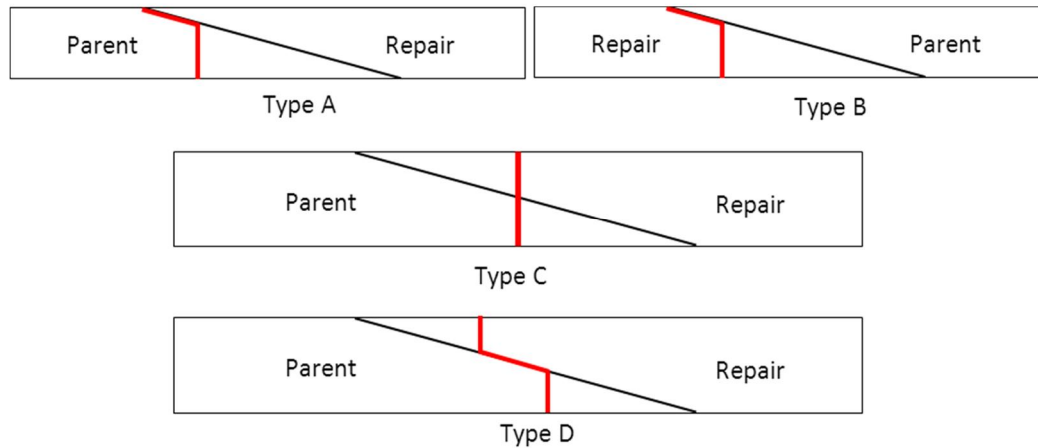 Parent Repair Repair Parent
Type A Type B
Parent Repair
Type C
Parent Repair
Type D